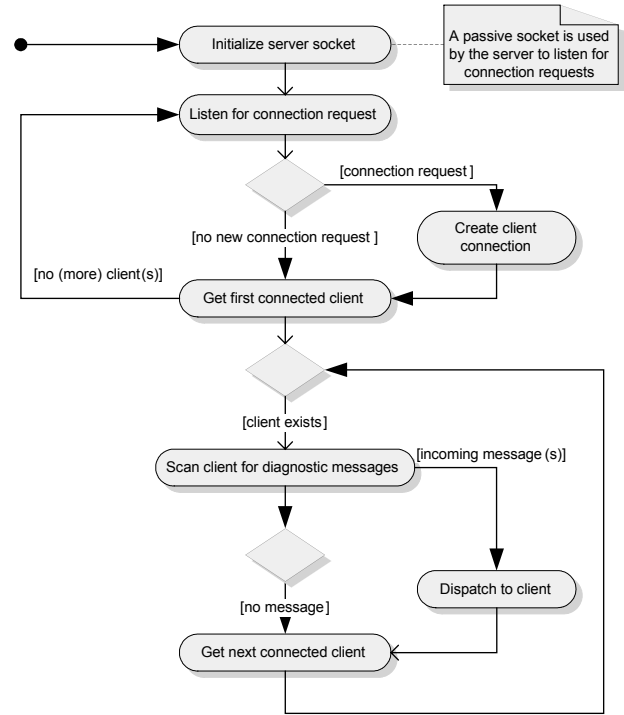 Initialize server socket
A passive socket is used
by the server to listen for
connection requests
Listen for connection request
[connection request]
[no new connection request]
Create client
connection
[no (more) client(s)]
Get first connected client
[client exists]
Scan client for diagnostic messages
[incoming message(s)]
Dispatch to client
[no message]
Get next connected client